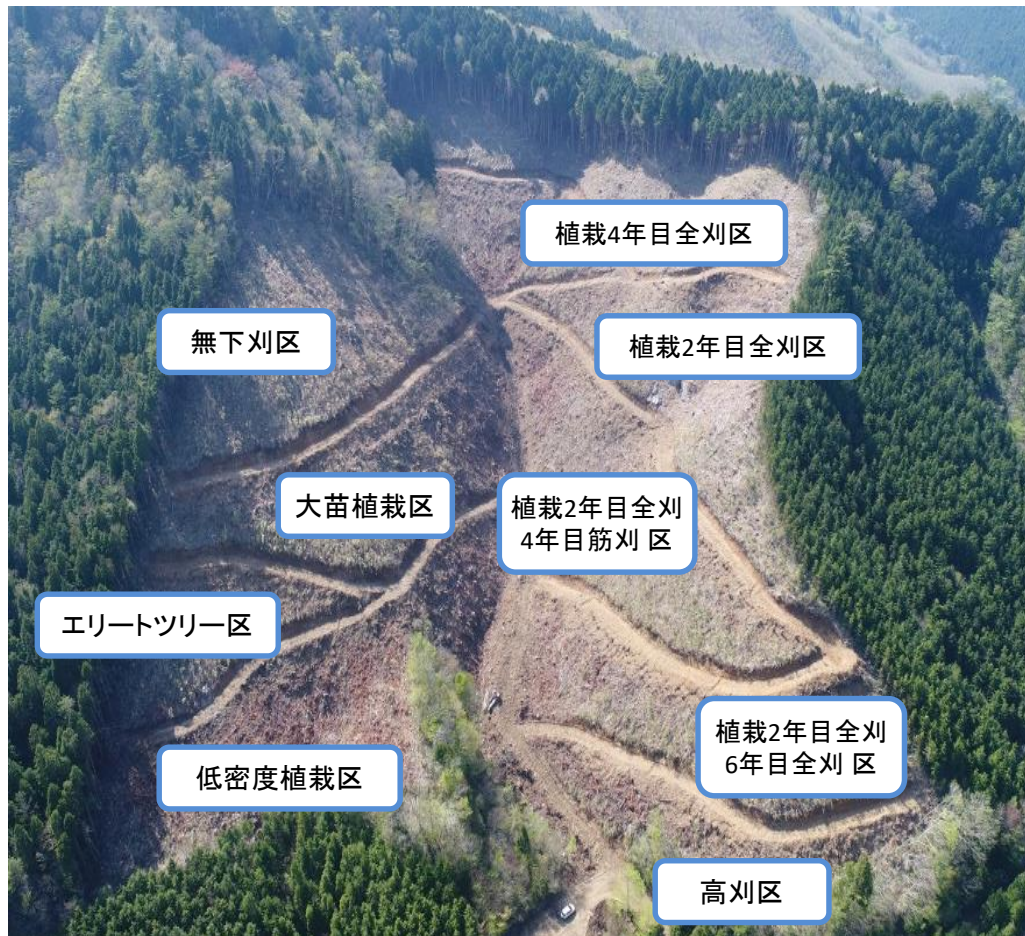 植栽4年目全刈区
無下刈区
植栽2年目全刈区
大苗植栽区
植栽2年目全刈
4年目筋刈 区
エリートツリー区
植栽2年目全刈
6年目全刈 区
低密度植栽区
高刈区